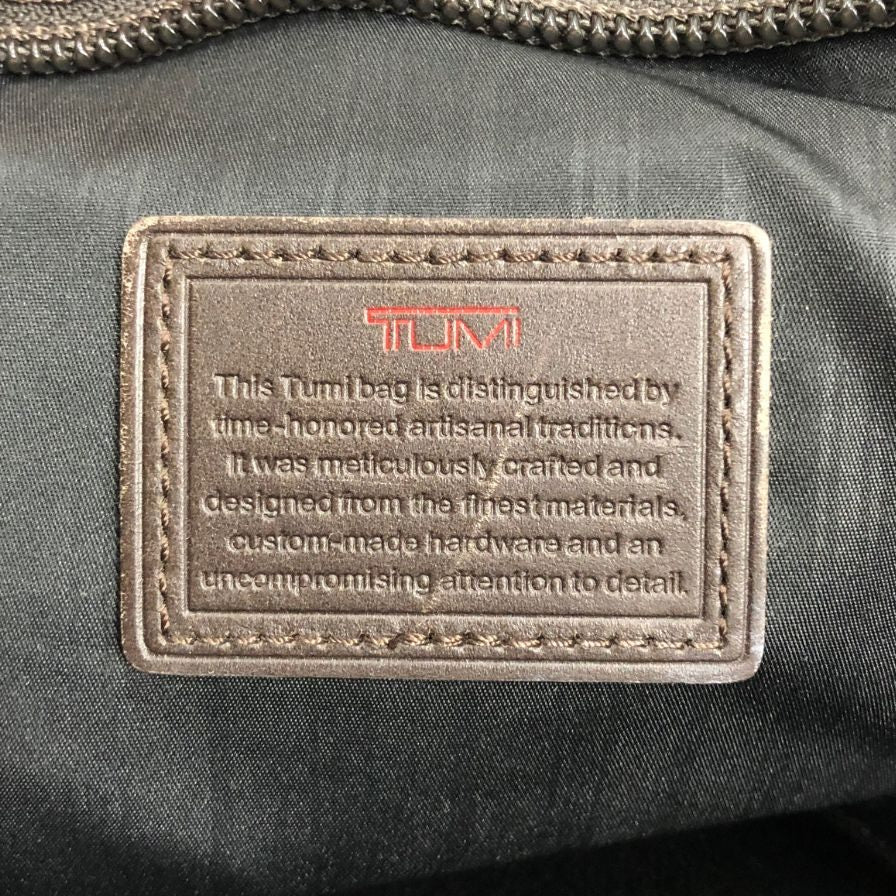 TUMI
This Tumi bag is distinguished by
time-honored artisanal traditions.
It was meticulously crafted and
designed from the finest materials,
custom-made hardware and an
uncompromising attention to detail.